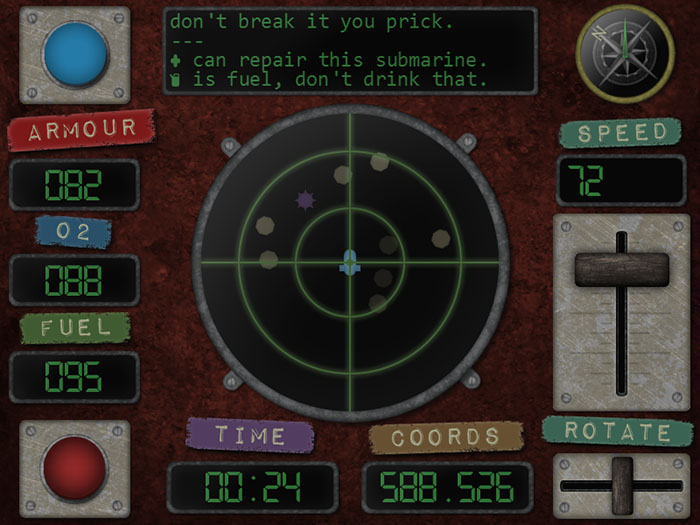 don't break it you prick.
---
can repair this submarine.
is fuel, don't drink that.
ARMOUR
082
O2
088
FUEL
095
SPEED
72
ROTATE
TIME
00:24
COORDS
588.526